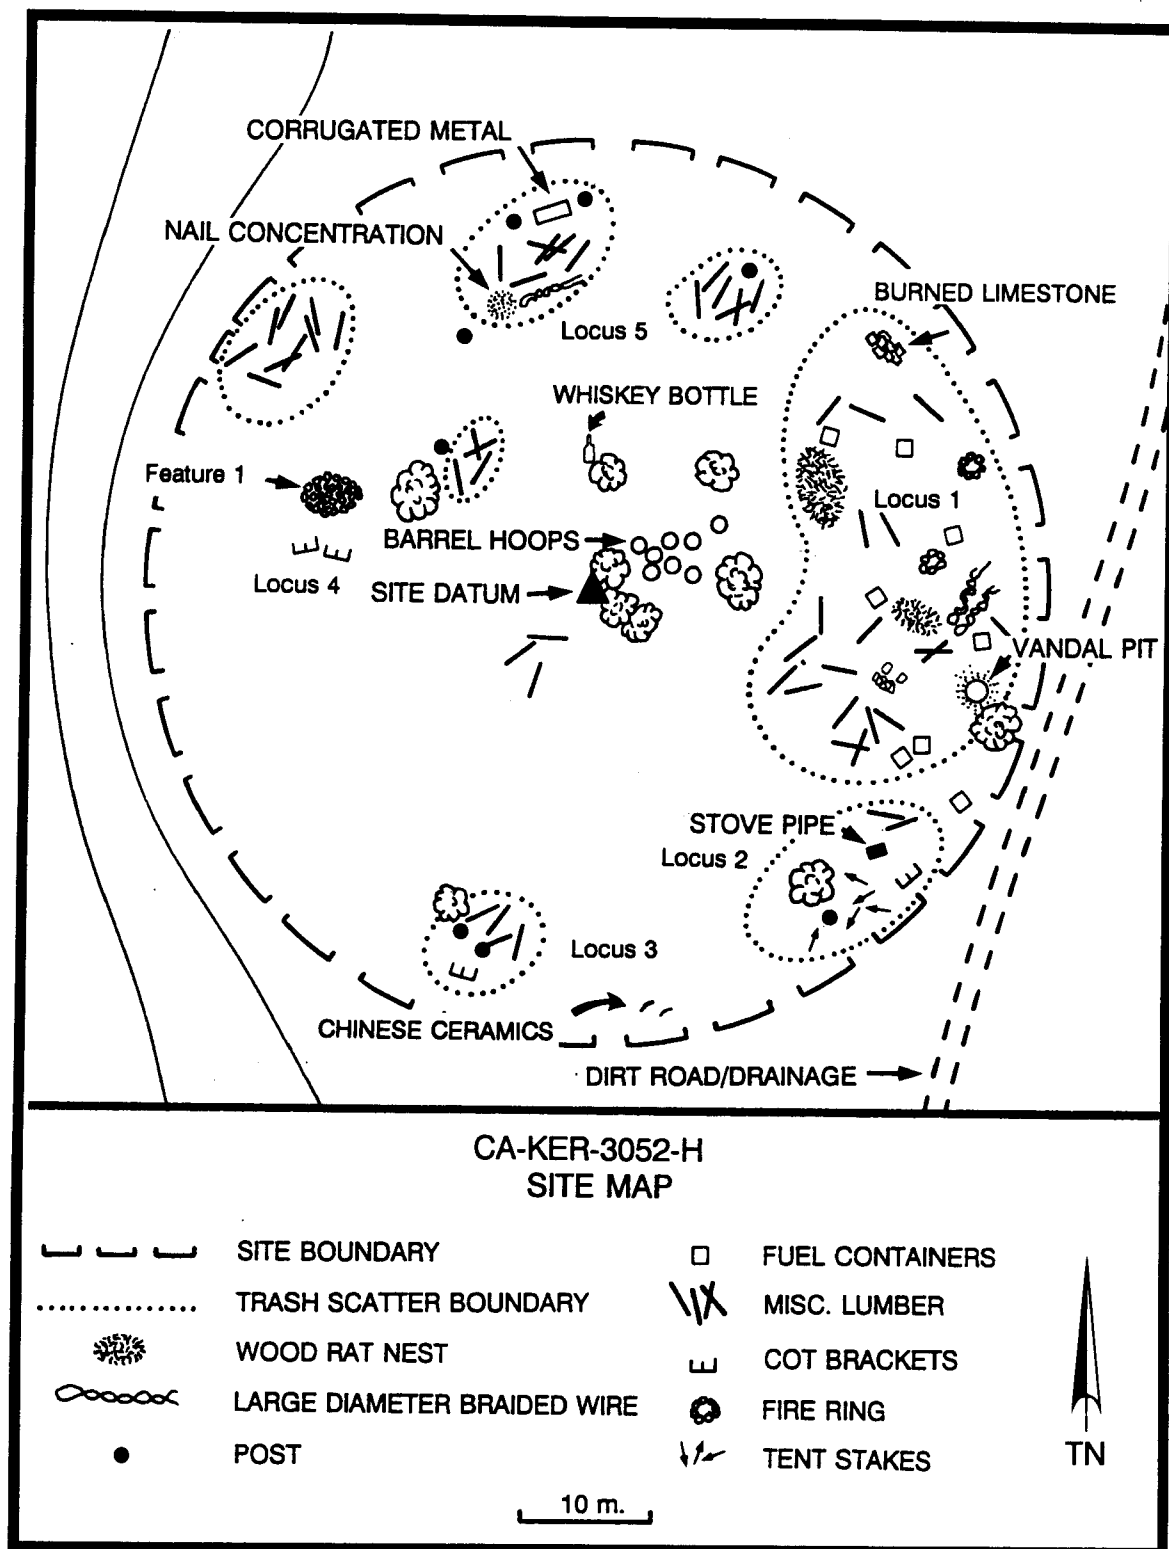 CORRUGATED METAL
NAIL CONCENTRATION
BURNED LIMESTONE
Locus 5
WHISKEY BOTTLE
Feature 1
Locus 1
BARREL HOOPS
Locus 4
SITE DATUM
VANDAL PIT
STOVE PIPE
Locus 2
Locus 3
CHINESE CERAMICS
DIRT ROAD/DRAINAGE
CA-KER-3052-H
SITE MAP
SITE BOUNDARY
TRASH SCATTER BOUNDARY
WOOD RAT NEST
LARGE DIAMETER BRAIDED WIRE
POST
FUEL CONTAINERS
MISC. LUMBER
COT BRACKETS
FIRE RING
TENT STAKES
TN
10 m.